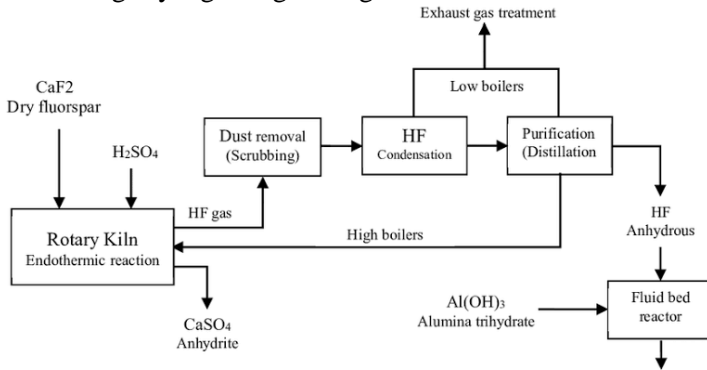 Exhaust gas treatment
CaF2
Dry fluorspar
Low boilers
H₂SO₄
Dust removal
(Scrubbing)
HF
Condensation
Purification
(Distillation
HF gas
Rotary Kiln
Endothermic reaction
High boilers
HF
Anhydrous
CaSO₄
Anhydrite
Al(OH)₃
Alumina trihydrate
Fluid bed
reactor